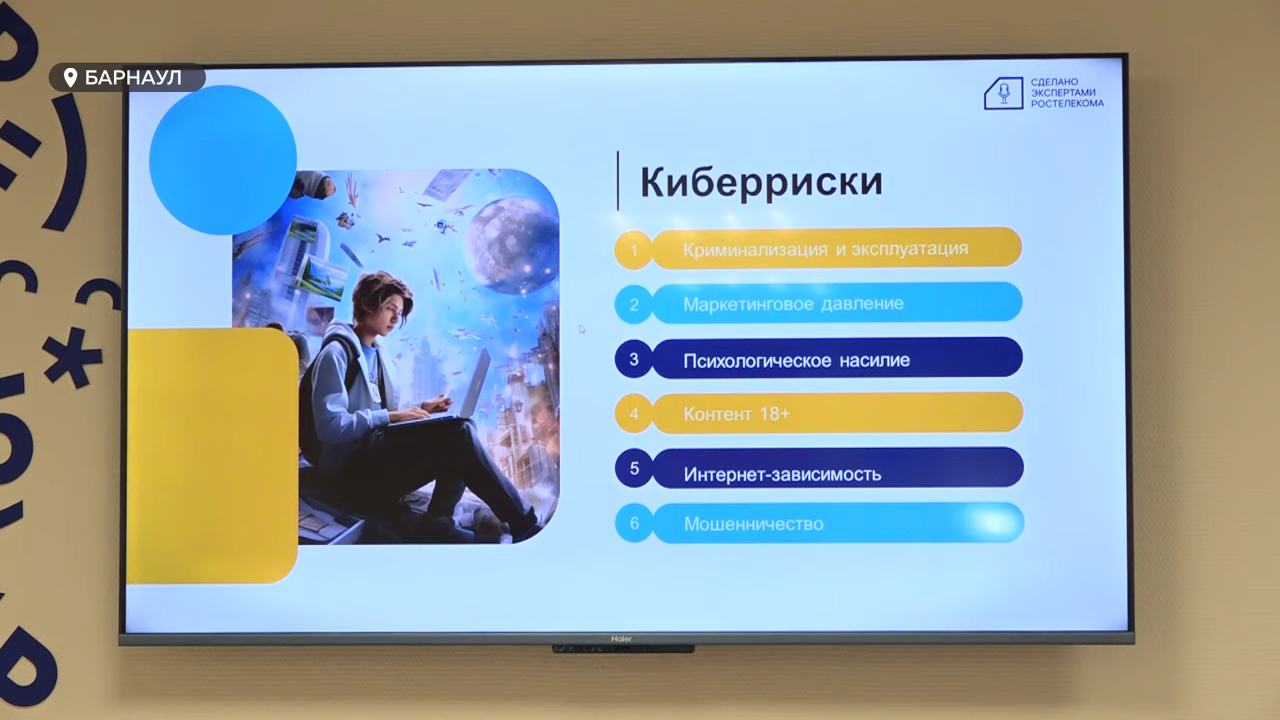 БАРНАУЛ
СДЕЛАНО
ЭКСПЕРТАМИ
РОСТЕЛЕКОМА
Киберриски
1 Криминализация и эксплуатация
2 Маркетинговое давление
3 Психологическое насилие
4 Контент 18+
5 Интернет-зависимость
6 Мошенничество
Haier